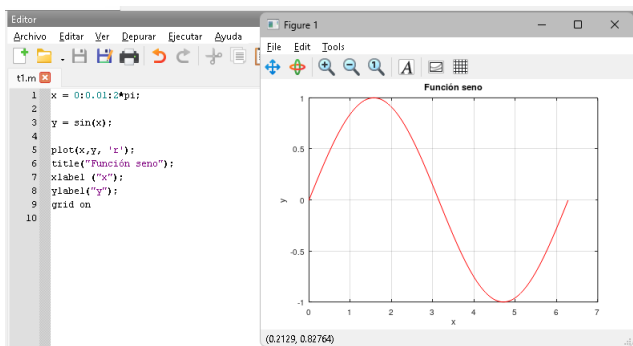 Editor
Archivo Editar Ver Depurar Ejecutar Ayuda
t1.m
1 x = 0:0.01:2*pi;
2
3 y = sin(x);
4
5 plot(x,y, 'r');
6 title("Función seno");
7 xlabel ("x");
8 ylabel("y");
9 grid on
10
Figure 1
File Edit Tools
1
A
Función seno
1
0.5
0
-0.5
-1
y
0 1 2 3 4 5 6 7
x
(0.2129, 0.82764)